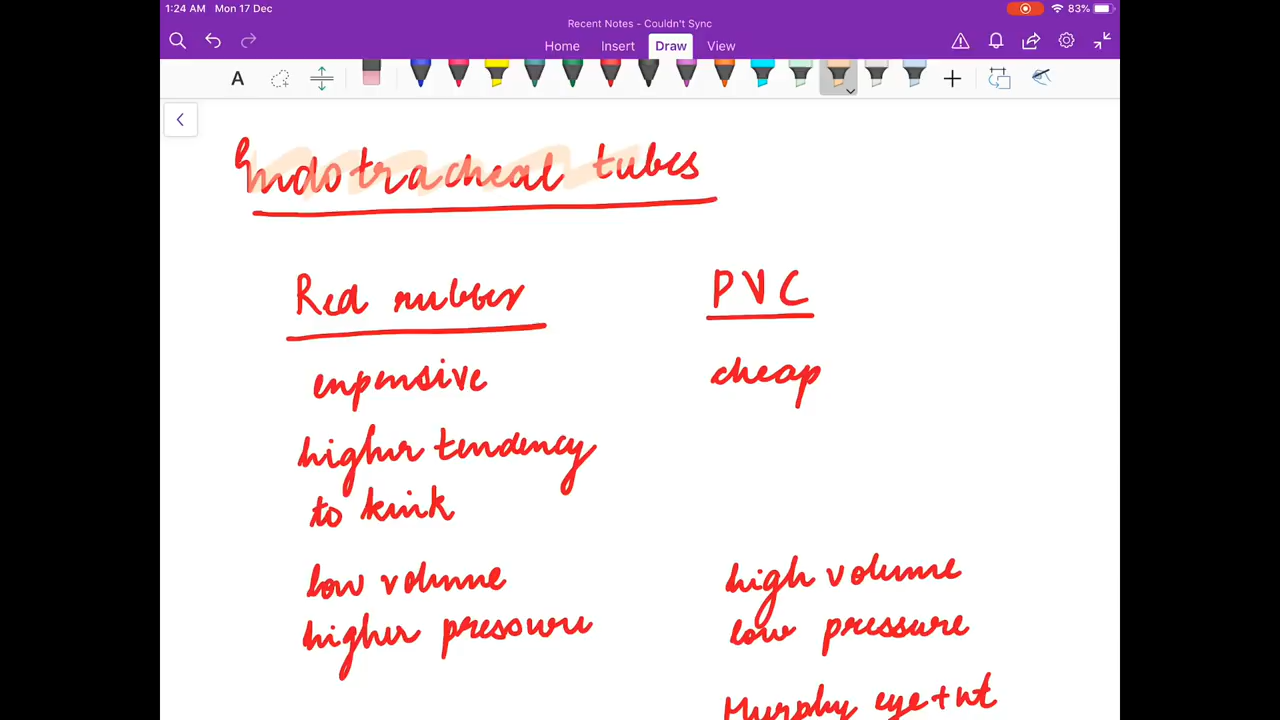 1:24 AM Mon 17 Dec
83%
Recent Notes - Couldn't Sync
Home Insert Draw View
A
Endotracheal tubes
Red rubber PVC
expensive cheap
higher tendency
to kink
low volume high volume
higher pressure low pressure
Murphy eye + nt